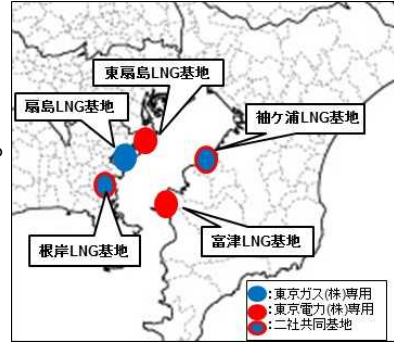 東扇島LNG基地
扇島LNG基地
袖ケ浦LNG基地
根岸LNG基地
富津LNG基地
:東京ガス(株)専用
:東京電力(株)専用
:二社共同基地